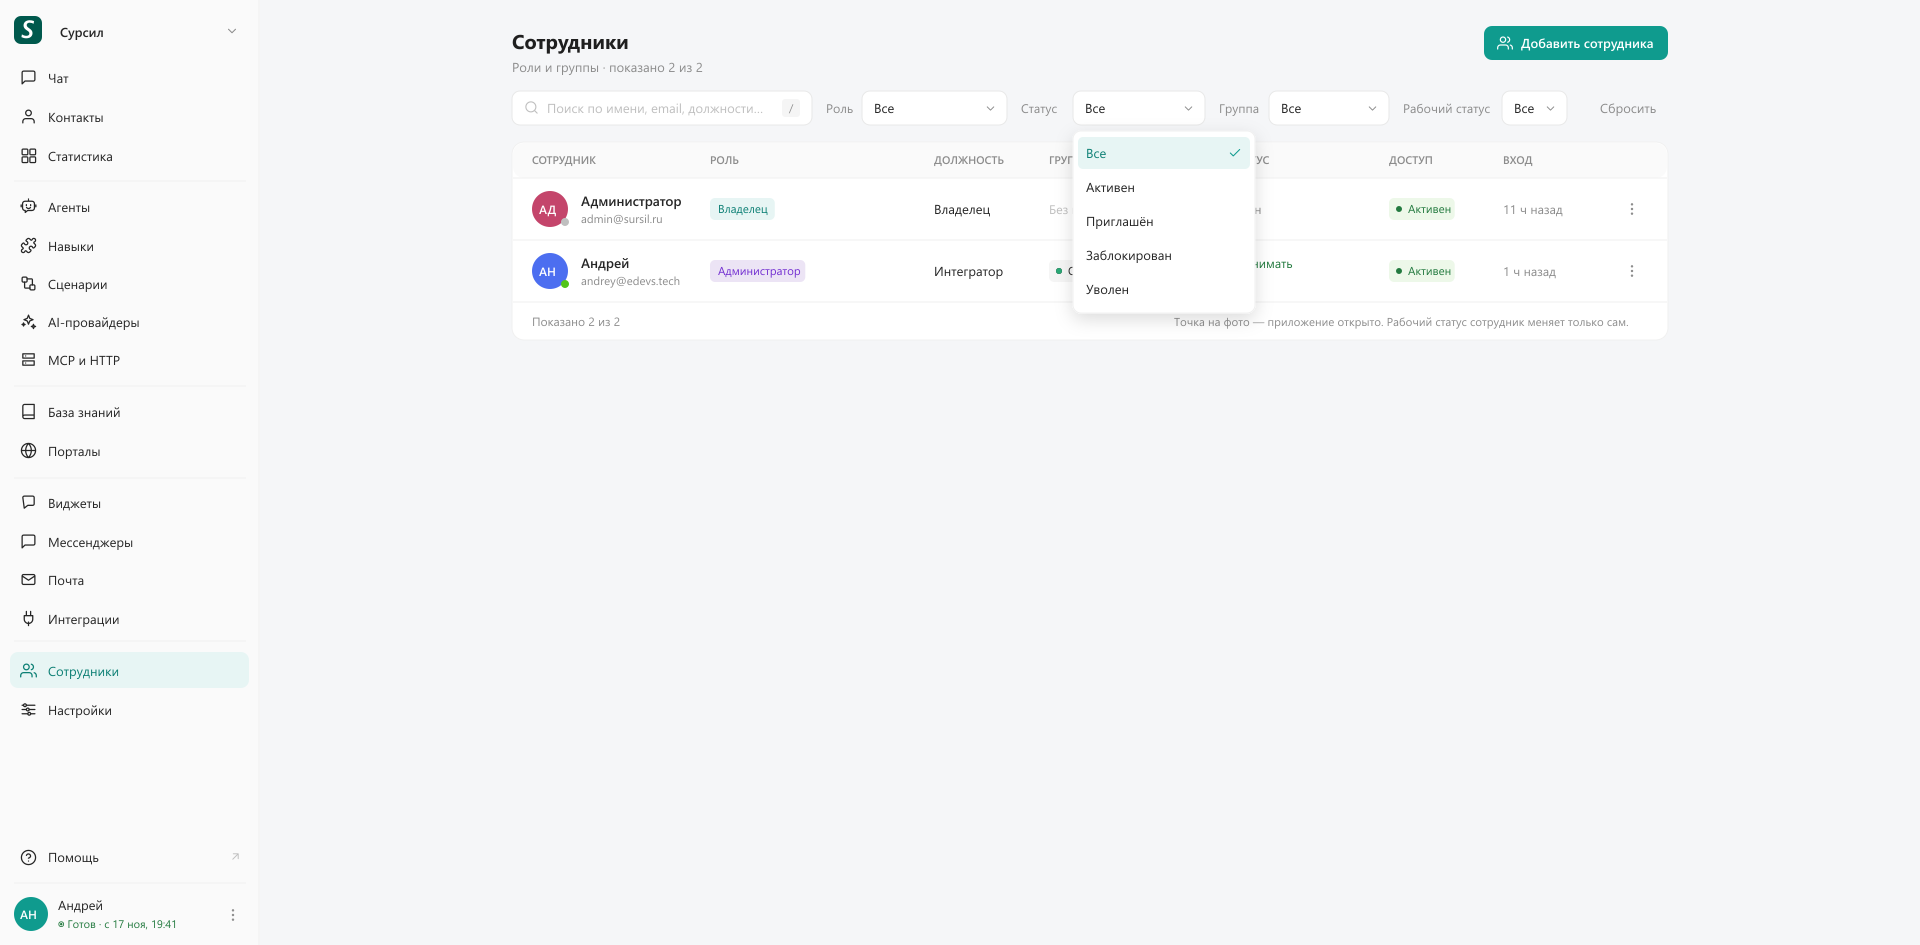 S Сурсил
Чат
Контакты
Статистика
Агенты
Навыки
Сценарии
AI-провайдеры
MCP и HTTP
База знаний
Порталы
Виджеты
Мессенджеры
Почта
Интеграции
Сотрудники
Настройки
Помощь
АН Андрей
Готов · с 17 ноя, 19:41
Сотрудники
Роли и группы · показано 2 из 2
Добавить сотрудника
Поиск по имени, email, должности... /
Роль Все
Статус Все
Группа Все
Рабочий статус Все
Сбросить
Все
Активен
Приглашён
Заблокирован
Уволен
СОТРУДНИК РОЛЬ ДОЛЖНОСТЬ ДОСТУП ВХОД
АД Администратор Владелец Владелец Без Активен 11 ч назад
admin@sursil.ru
АН Андрей Администратор Интегратор Активен 1 ч назад
andrey@edevs.tech
Показано 2 из 2
Точка на фото — приложение открыто. Рабочий статус сотрудник меняет только сам.